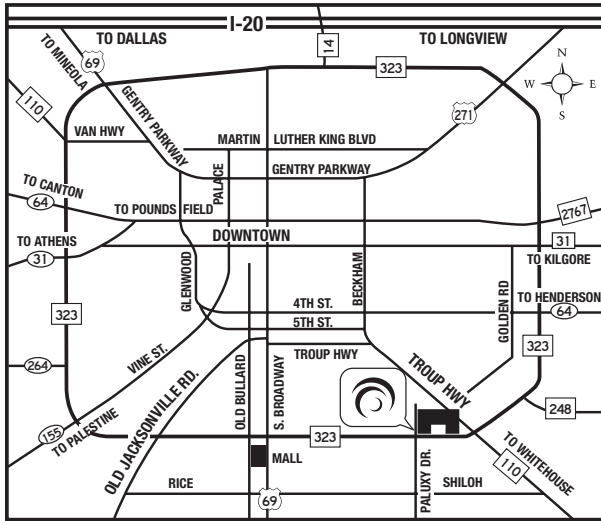 I-20
TO DALLAS
TO LONGVIEW
TO MINEOLA
69
14
323
N
W
E
S
110
GENTRY PARKWAY
271
VAN HWY
MARTIN LUTHER KING BLVD
GENTRY PARKWAY
PALACE
TO CANTON
64
TO POUNDS FIELD
2767
TO ATHENS
31
DOWNTOWN
31
TO KILGORE
GLENWOOD
BECKHAM
GOLDEN RD
TO HENDERSON
64
4TH ST.
5TH ST.
323
323
TROUP HWY
264
VINE ST.
OLD JACKSONVILLE RD.
OLD BULLARD
S. BROADWAY
TROUP HWY
248
155
TO PALESTINE
323
MALL
PALUXY DR.
TO WHITEHOUSE
110
RICE
SHILOH
69